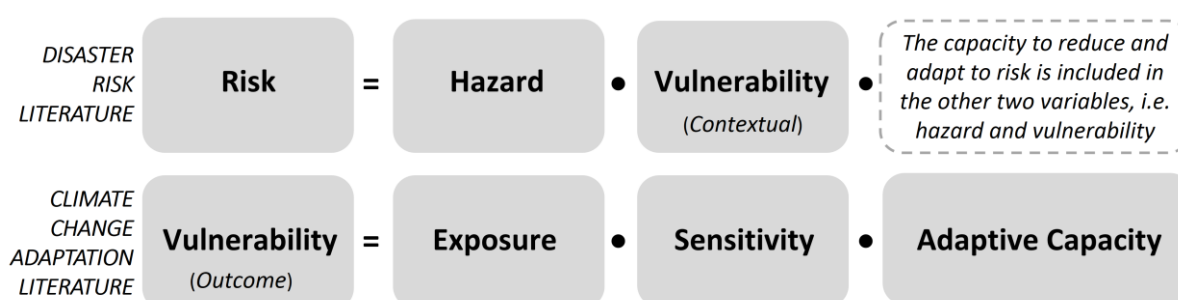 DISASTER
RISK
LITERATURE
Risk
=
Hazard
•
Vulnerability
(Contextual)
•
The capacity to reduce and
adapt to risk is included in
the other two variables, i.e.
hazard and vulnerability
CLIMATE
CHANGE
ADAPTATION
LITERATURE
Vulnerability
(Outcome)
=
Exposure
•
Sensitivity
•
Adaptive Capacity